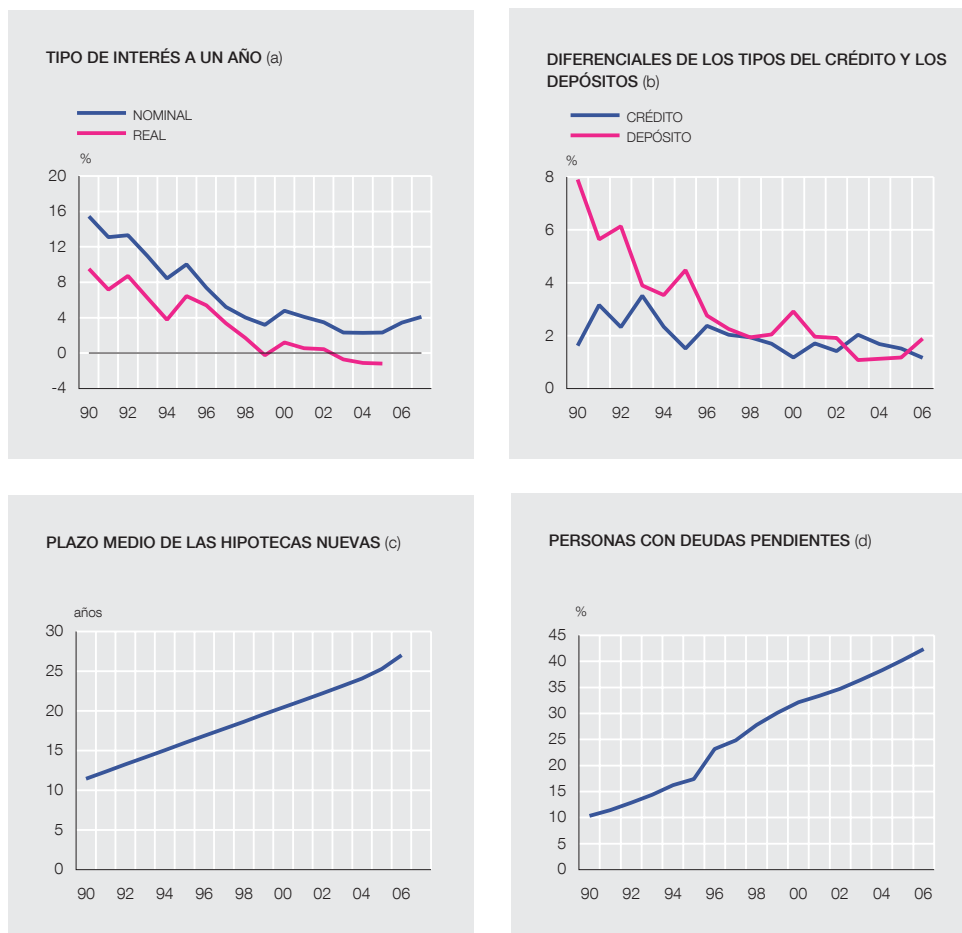 TIPO DE INTERÉS A UN AÑO (a)
NOMINAL
REAL
%
20
16
12
8
4
0
-4
90 92 94 96 98 00 02 04 06
DIFERENCIALES DE LOS TIPOS DEL CRÉDITO Y LOS
DEPÓSITOS (b)
CRÉDITO
DEPÓSITO
%
8
6
4
2
0
90 92 94 96 98 00 02 04 06
PLAZO MEDIO DE LAS HIPOTECAS NUEVAS (c)
años
30
25
20
15
10
5
0
90 92 94 96 98 00 02 04 06
PERSONAS CON DEUDAS PENDIENTES (d)
%
45
40
35
30
25
20
15
10
5
0
90 92 94 96 98 00 02 04 06